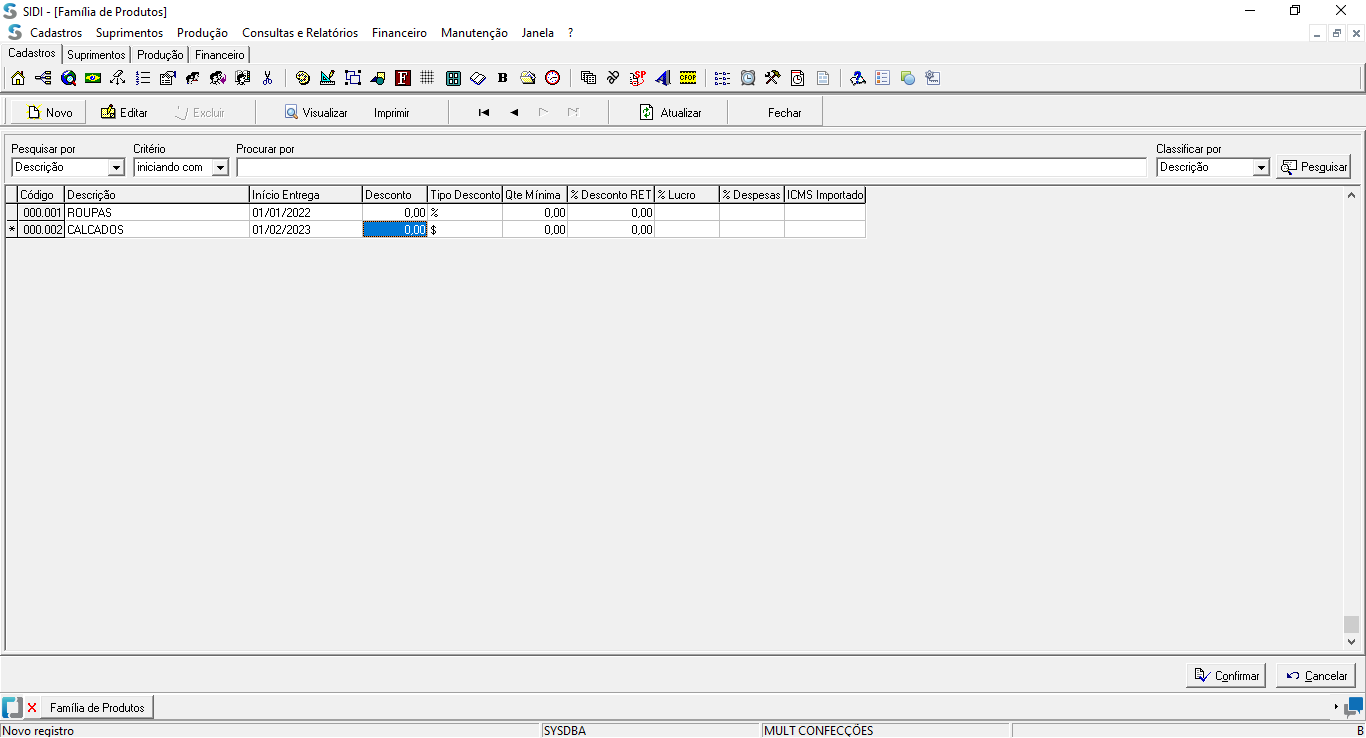 SIDI - [Família de Produtos]
Cadastros Suprimentos Produção Consultas e Relatórios Financeiro Manutenção Janela ?
Cadastros Suprimentos Produção Financeiro
F B SP CFOP
Novo Editar Excluir Visualizar Imprimir Atualizar Fechar
Pesquisar por Critério Procurar por Classificar por
Descrição iniciando com Descrição Pesquisar
Código Descrição Início Entrega Desconto Tipo Desconto Qte Mínima % Desconto RET % Lucro % Despesas ICMS Importado
000.001 ROUPAS 01/01/2022 0,00 % 0,00 0,00
* 000.002 CALCADOS 01/02/2023 0,00 $ 0,00 0,00
Confirmar Cancelar
Família de Produtos
Novo registro SYSDBA MULT CONFECÇÕES B